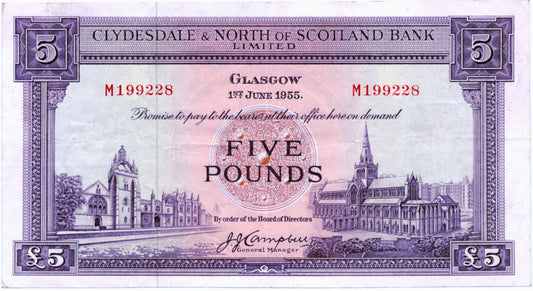 5 CLYDESDALE & NORTH OF SCOTLAND BANK 5
LIMITED
GLASGOW
M199228 1ST JUNE 1955. M199228
Promise to pay to the bearer at their office here on demand
FIVE
POUNDS
By order of the Board of Directors
J.J. Campbell
General Manager
£5 £5